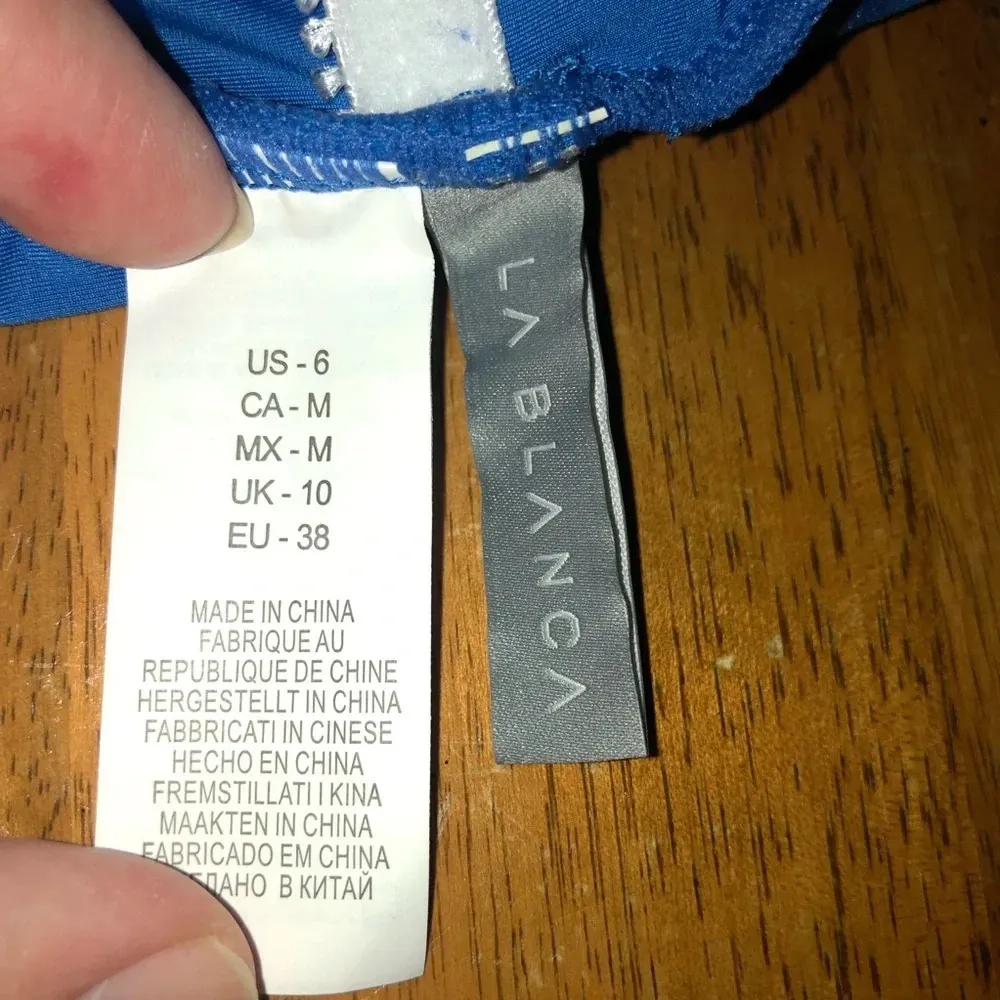 US - 6
CA - M
MX - M
UK - 10
EU - 38
MADE IN CHINA
FABRIQUE AU
REPUBLIQUE DE CHINE
HERGESTELLT IN CHINA
FABBRICATI IN CINESE
HECHO EN CHINA
FREMSTILLATI I KINA
MAAKTEN IN CHINA
FABRICADO EM CHINA
В КИТАЙ
LA BLANCA